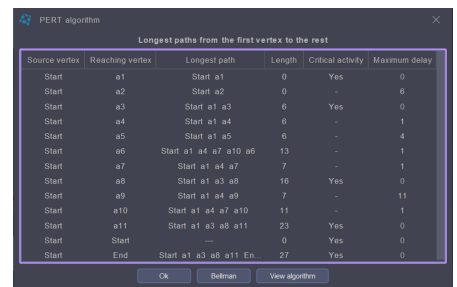 PERT algorithm
Longest paths from the first vertex to the rest
Source vertex Reaching vertex Longest path Length Critical activity Maximum delay
Start a1 Start a1 0 Yes 0
Start a2 Start a2 0 - 6
Start a3 Start a1 a3 6 Yes 0
Start a4 Start a1 a4 6 - 1
Start a5 Start a1 a5 6 - 4
Start a6 Start a1 a4 a7 a10 a6 13 - 1
Start a7 Start a1 a4 a7 7 - 1
Start a8 Start a1 a3 a8 16 Yes 0
Start a9 Start a1 a4 a9 7 - 11
Start a10 Start a1 a4 a7 a10 11 - 1
Start a11 Start a1 a3 a8 a11 23 Yes 0
Start Start --- 0 Yes 0
Start End Start a1 a3 a8 a11 En... 27 Yes 0
Ok Bellman View algorithm